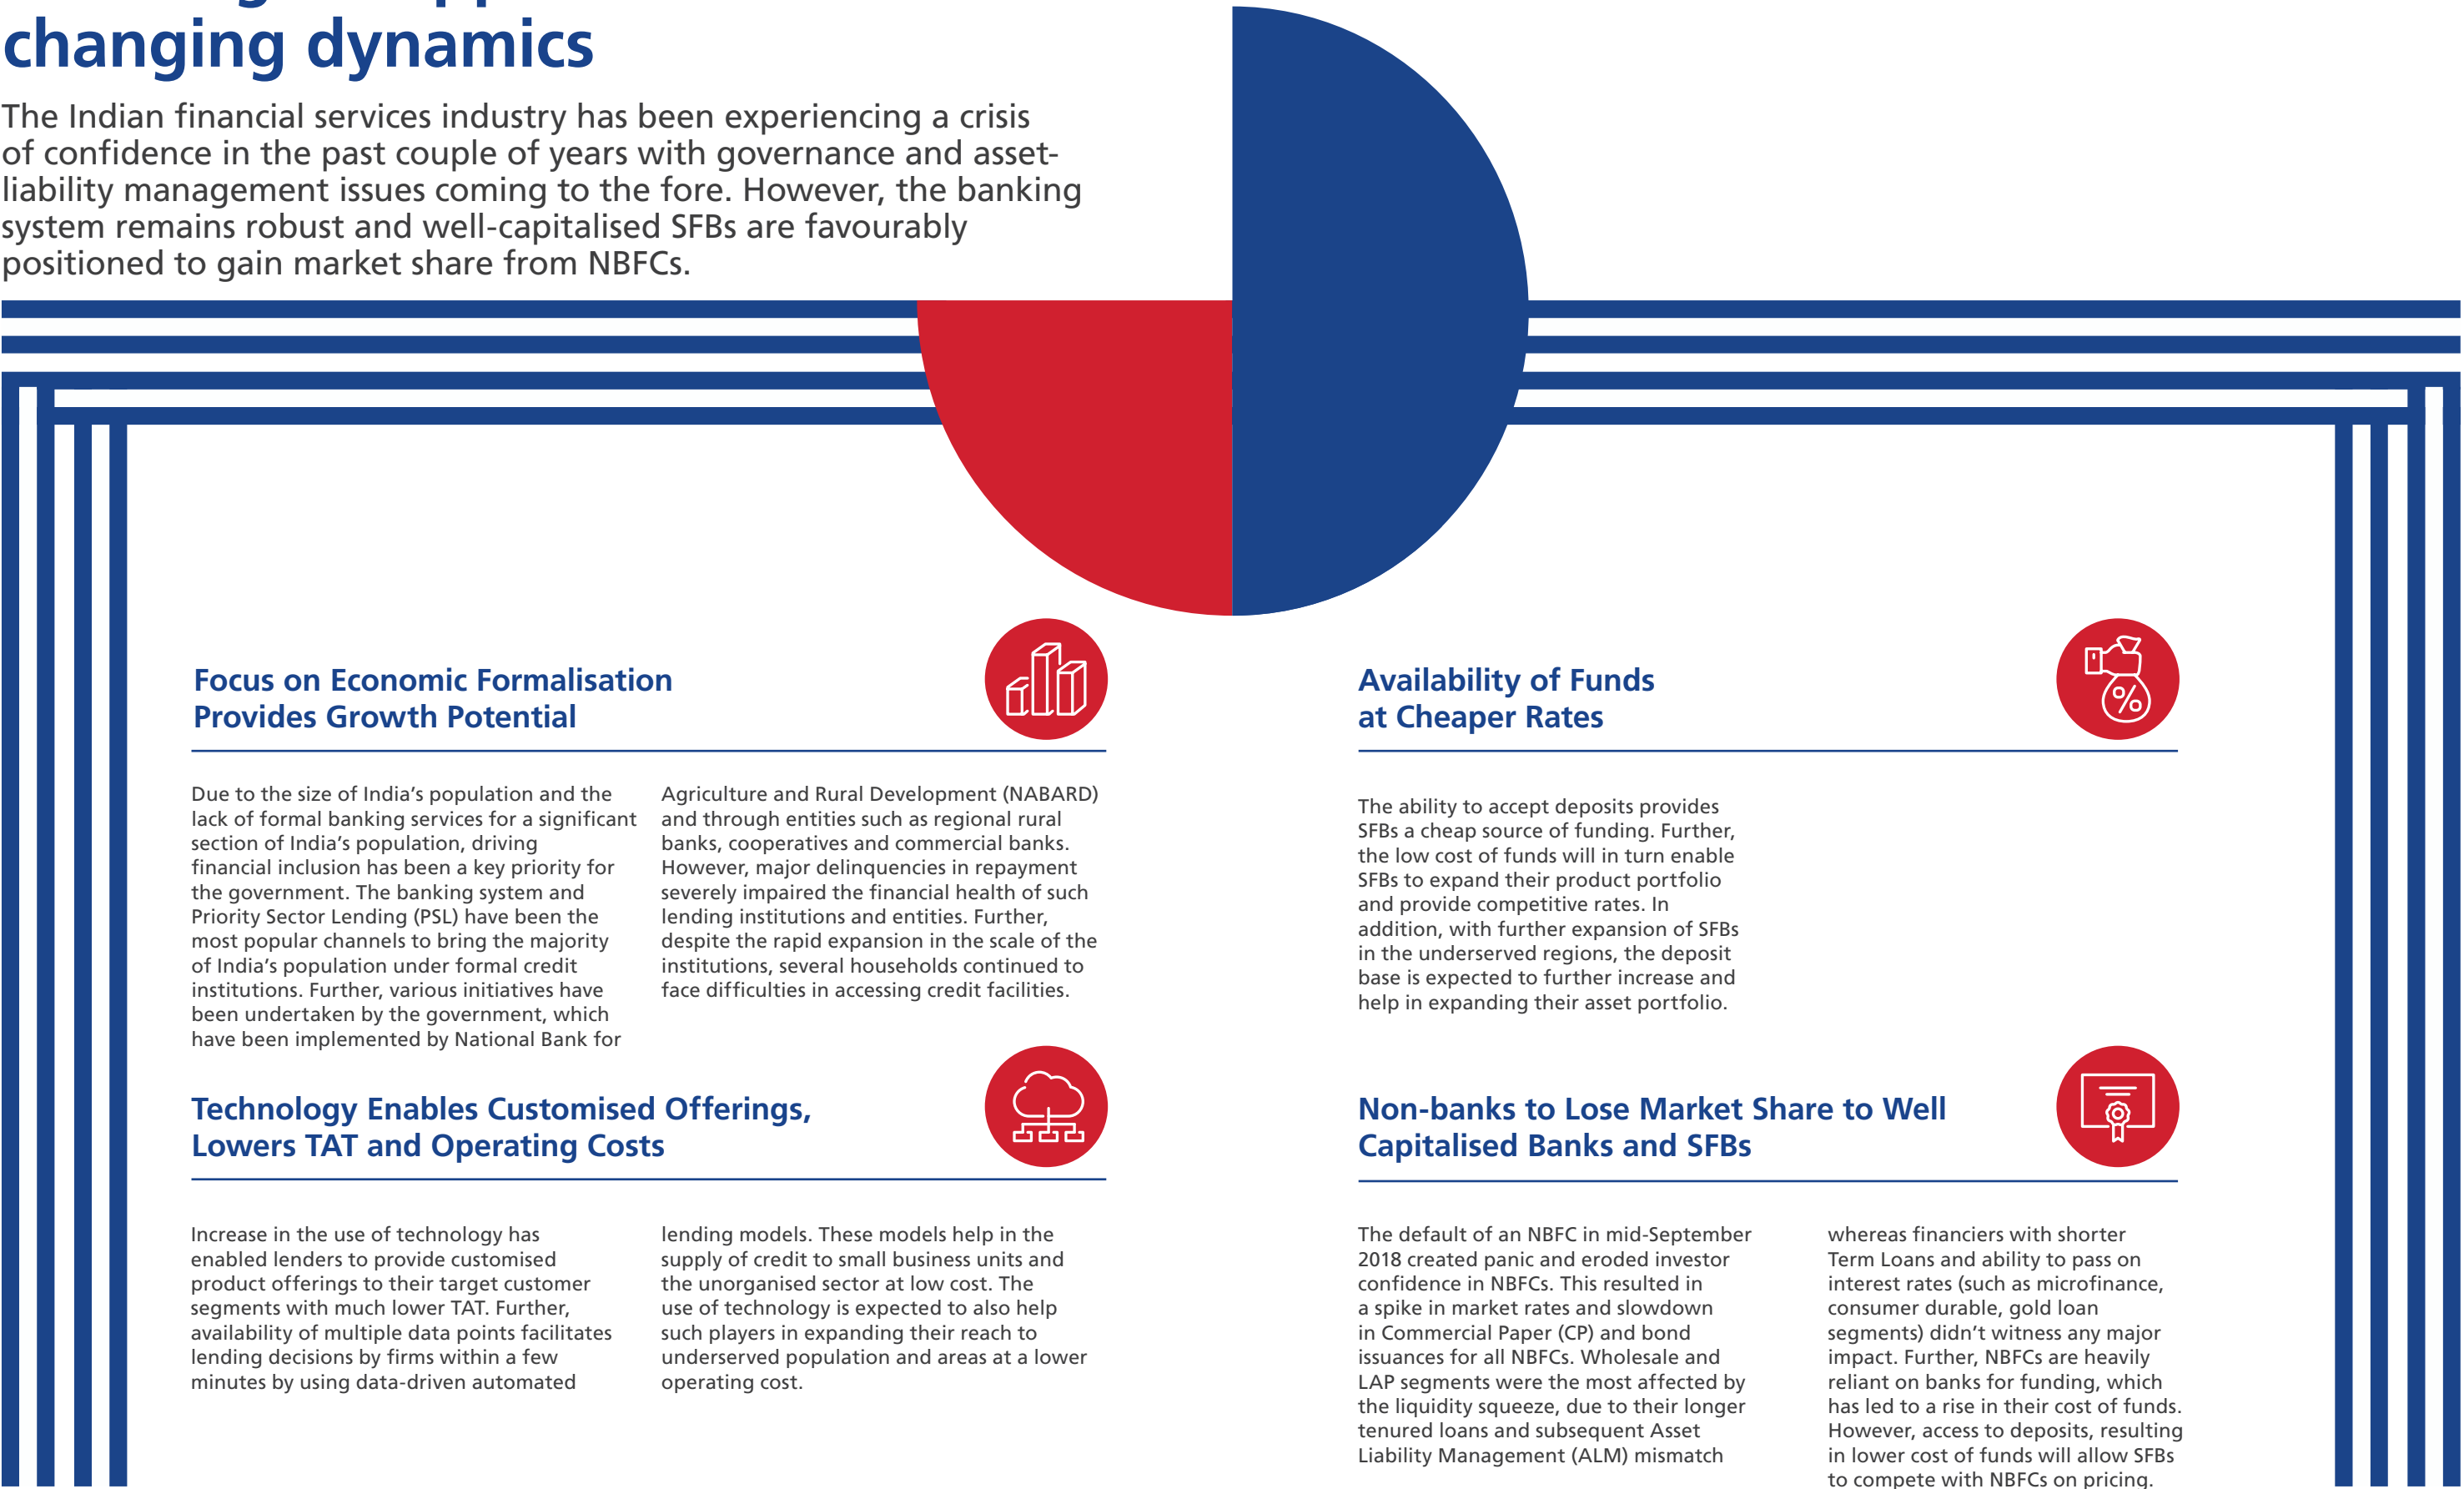 changing dynamics
The Indian financial services industry has been experiencing a crisis
of confidence in the past couple of years with governance and asset-
liability management issues coming to the fore. However, the banking
system remains robust and well-capitalised SFBs are favourably
positioned to gain market share from NBFCs.
Focus on Economic Formalisation
Provides Growth Potential
Due to the size of India’s population and the
lack of formal banking services for a significant
section of India’s population, driving
financial inclusion has been a key priority for
the government. The banking system and
Priority Sector Lending (PSL) have been the
most popular channels to bring the majority
of India’s population under formal credit
institutions. Further, various initiatives have
been undertaken by the government, which
have been implemented by National Bank for
Agriculture and Rural Development (NABARD)
and through entities such as regional rural
banks, cooperatives and commercial banks.
However, major delinquencies in repayment
severely impaired the financial health of such
lending institutions and entities. Further,
despite the rapid expansion in the scale of the
institutions, several households continued to
face difficulties in accessing credit facilities.
Availability of Funds
at Cheaper Rates
%
The ability to accept deposits provides
SFBs a cheap source of funding. Further,
the low cost of funds will in turn enable
SFBs to expand their product portfolio
and provide competitive rates. In
addition, with further expansion of SFBs
in the underserved regions, the deposit
base is expected to further increase and
help in expanding their asset portfolio.
Technology Enables Customised Offerings,
Lowers TAT and Operating Costs
Increase in the use of technology has
enabled lenders to provide customised
product offerings to their target customer
segments with much lower TAT. Further,
availability of multiple data points facilitates
lending decisions by firms within a few
minutes by using data-driven automated
lending models. These models help in the
supply of credit to small business units and
the unorganised sector at low cost. The
use of technology is expected to also help
such players in expanding their reach to
underserved population and areas at a lower
operating cost.
Non-banks to Lose Market Share to Well
Capitalised Banks and SFBs
The default of an NBFC in mid-September
2018 created panic and eroded investor
confidence in NBFCs. This resulted in
a spike in market rates and slowdown
in Commercial Paper (CP) and bond
issuances for all NBFCs. Wholesale and
LAP segments were the most affected by
the liquidity squeeze, due to their longer
tenured loans and subsequent Asset
Liability Management (ALM) mismatch
whereas financiers with shorter
Term Loans and ability to pass on
interest rates (such as microfinance,
consumer durable, gold loan
segments) didn’t witness any major
impact. Further, NBFCs are heavily
reliant on banks for funding, which
has led to a rise in their cost of funds.
However, access to deposits, resulting
in lower cost of funds will allow SFBs
to compete with NBFCs on pricing.